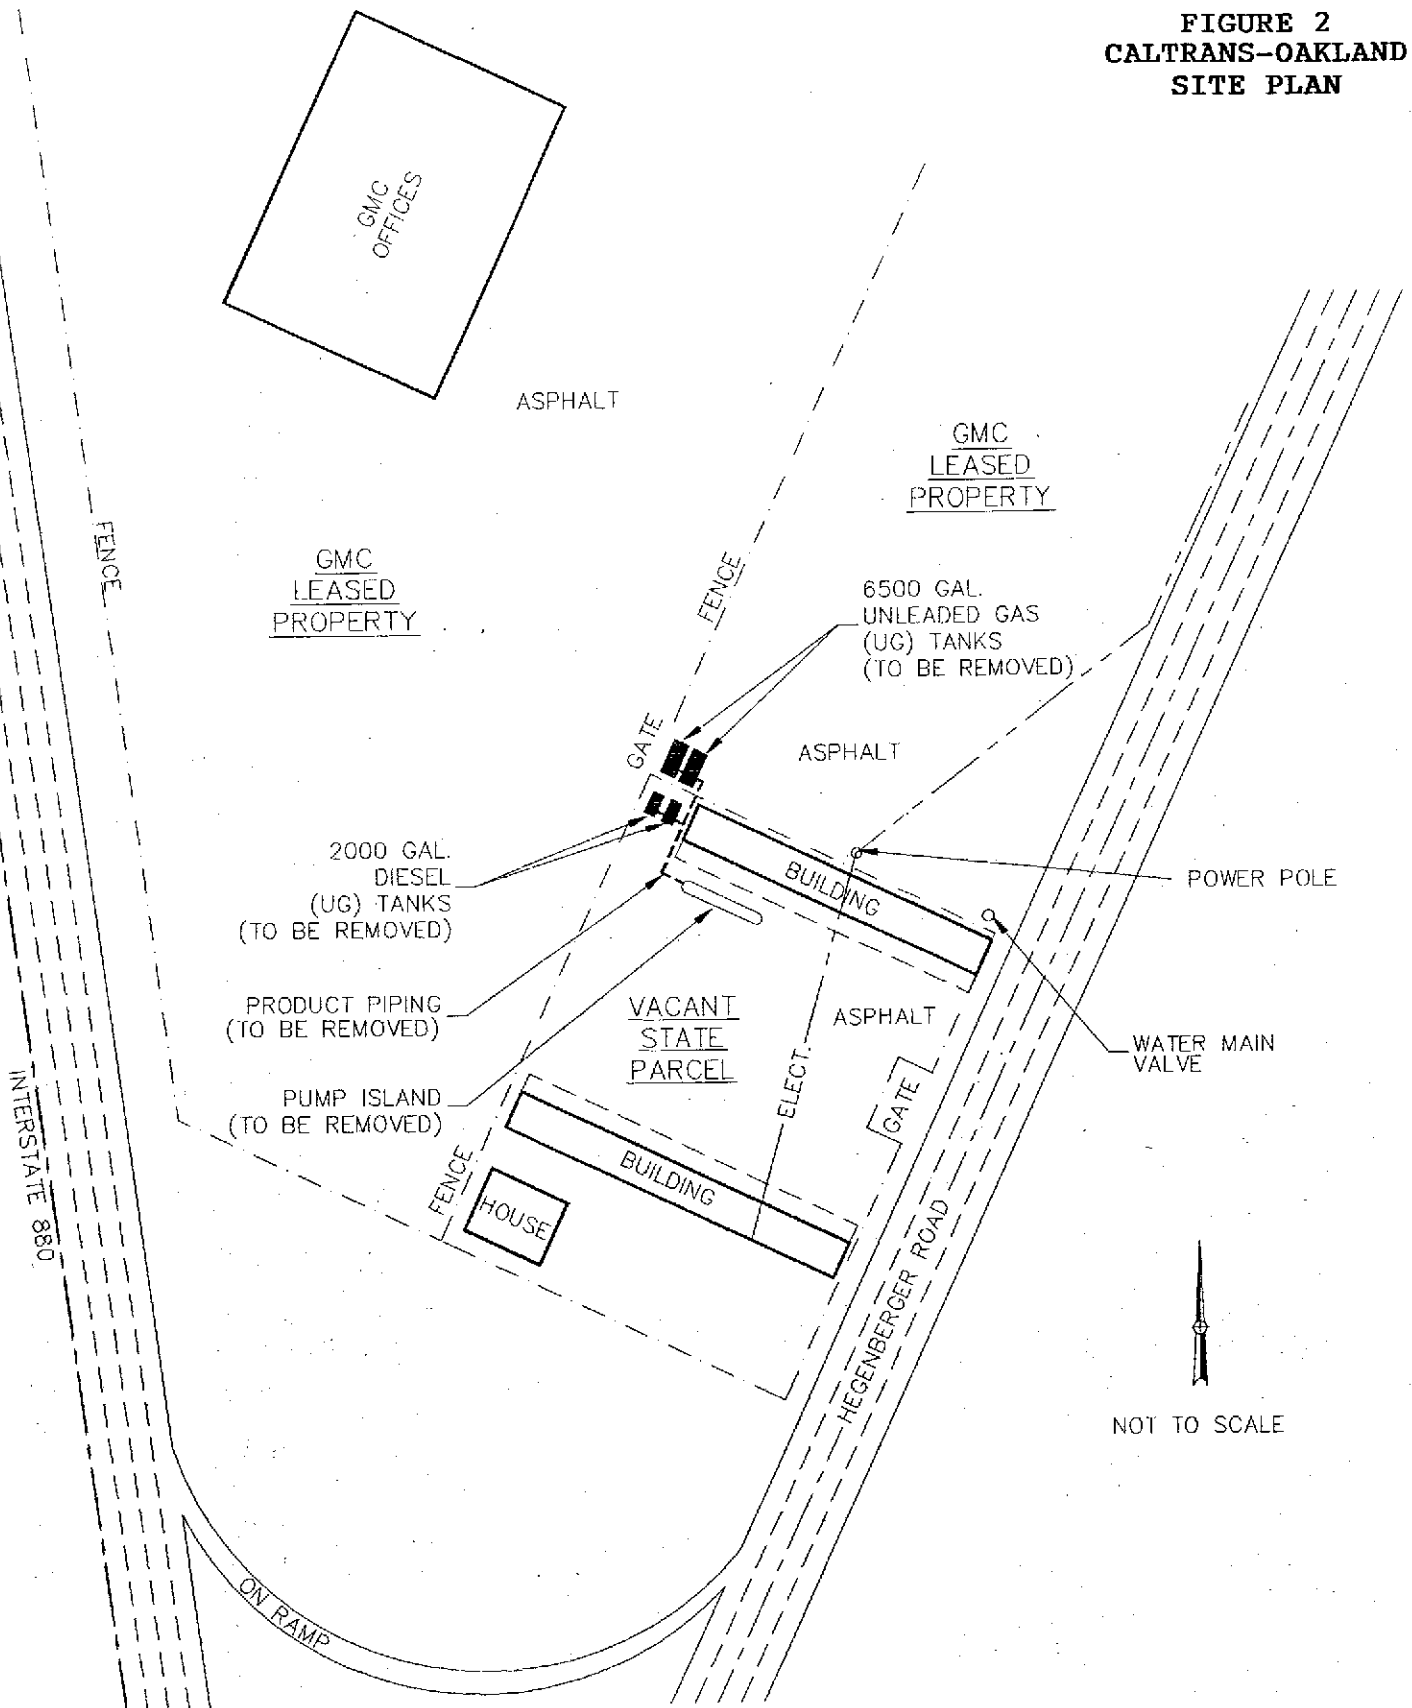 FIGURE 2
CALTRANS-OAKLAND
SITE PLAN
GMC
OFFICES
ASPHALT
GMC
LEASED
PROPERTY
FENCE
GMC
LEASED
PROPERTY
FENCE
6500 GAL.
UNLEADED GAS
(UG) TANKS
(TO BE REMOVED)
GATE
ASPHALT
2000 GAL.
DIESEL
(UG) TANKS
(TO BE REMOVED)
BUILDING
POWER POLE
PRODUCT PIPING
(TO BE REMOVED)
VACANT
STATE
PARCEL
ASPHALT
WATER MAIN
VALVE
PUMP ISLAND
(TO BE REMOVED)
ELECT.
GATE
INTERSTATE 880
FENCE
BUILDING
HOUSE
HEGENBERGER ROAD
NOT TO SCALE
ON RAMP